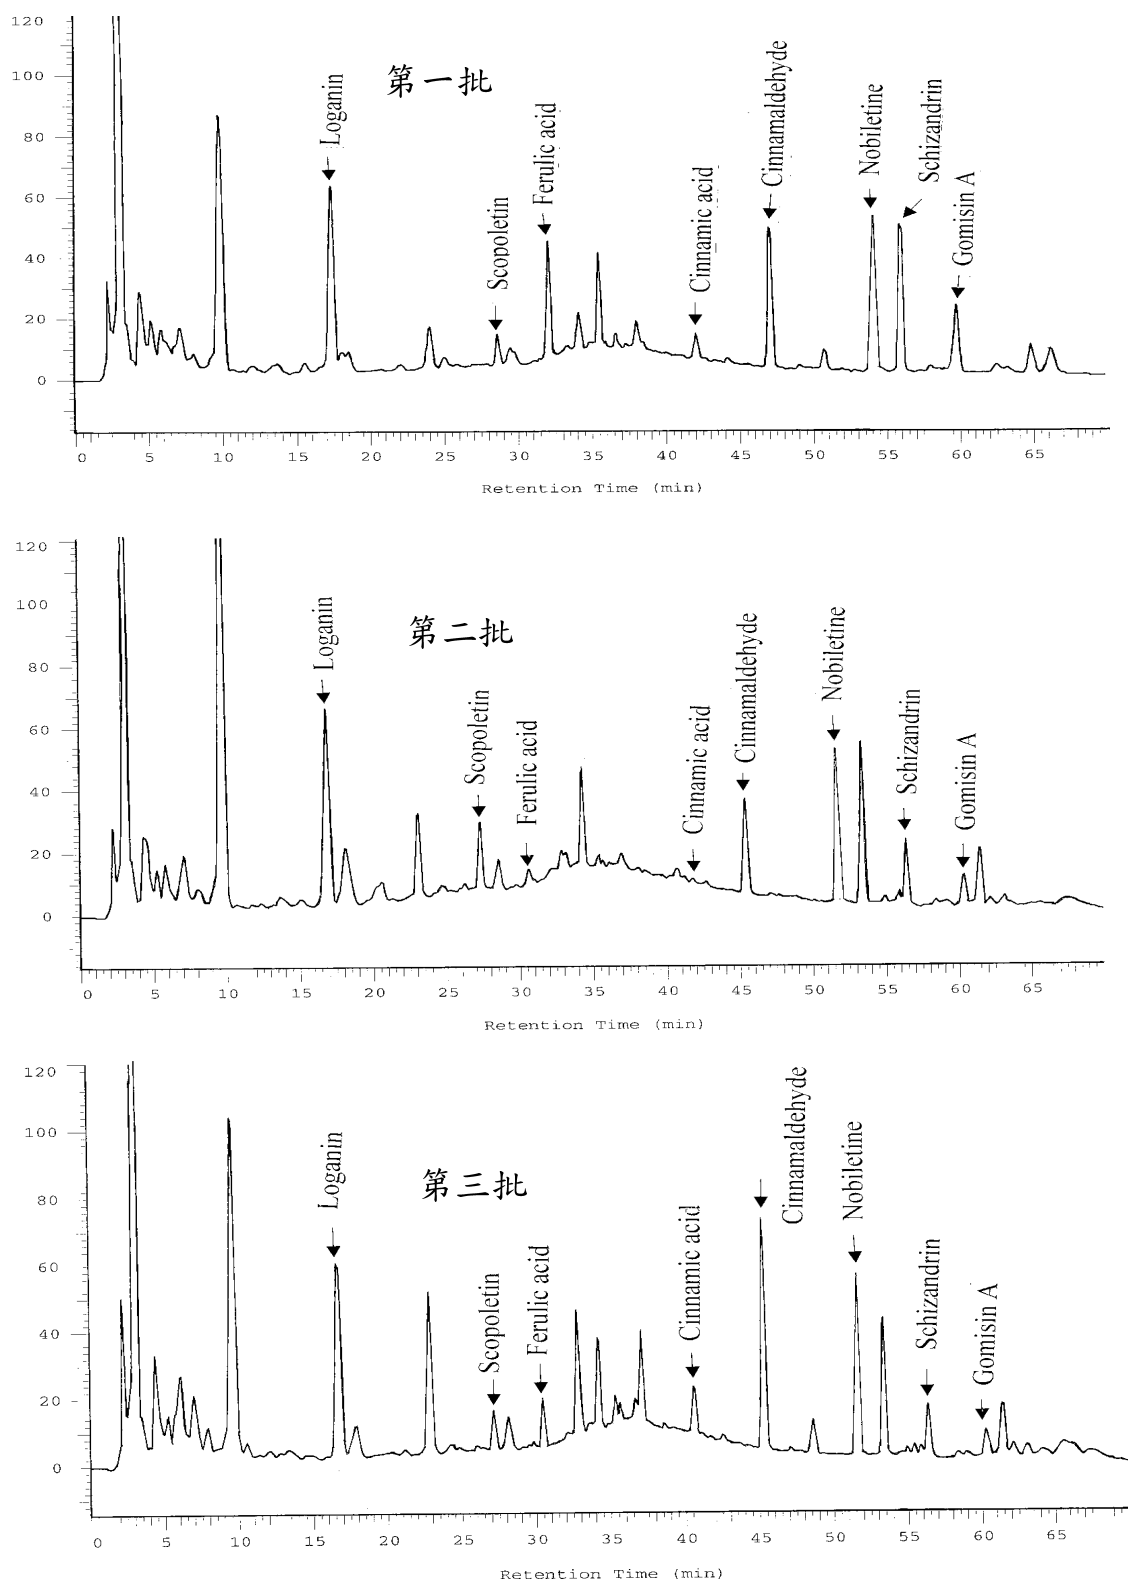 120
100
80
60
40
20
0
第一批
Loganin
Scopoletin
Ferulic acid
Cinnamic acid
Cinnamaldehyde
Nobiletine
Schizandrin
Gomisin A
0 5 10 15 20 25 30 35 40 45 50 55 60 65
Retention Time (min)
120
100
80
60
40
20
0
第二批
Loganin
Scopoletin
Ferulic acid
Cinnamic acid
Cinnamaldehyde
Nobiletine
Schizandrin
Gomisin A
0 5 10 15 20 25 30 35 40 45 50 55 60 65
Retention Time (min)
120
100
80
60
40
20
0
第三批
Loganin
Scopoletin
Ferulic acid
Cinnamic acid
Cinnamaldehyde
Nobiletine
Schizandrin
Gomisin A
0 5 10 15 20 25 30 35 40 45 50 55 60 65
Retention Time (min)